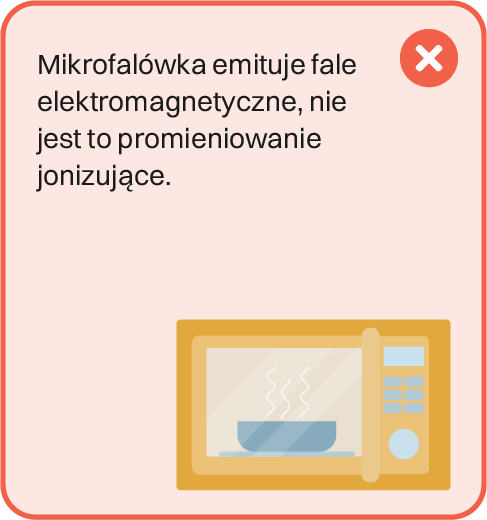 Mikrofalówka emituje fale
elektromagnetyczne, nie
jest to promieniowanie
jonizujące.